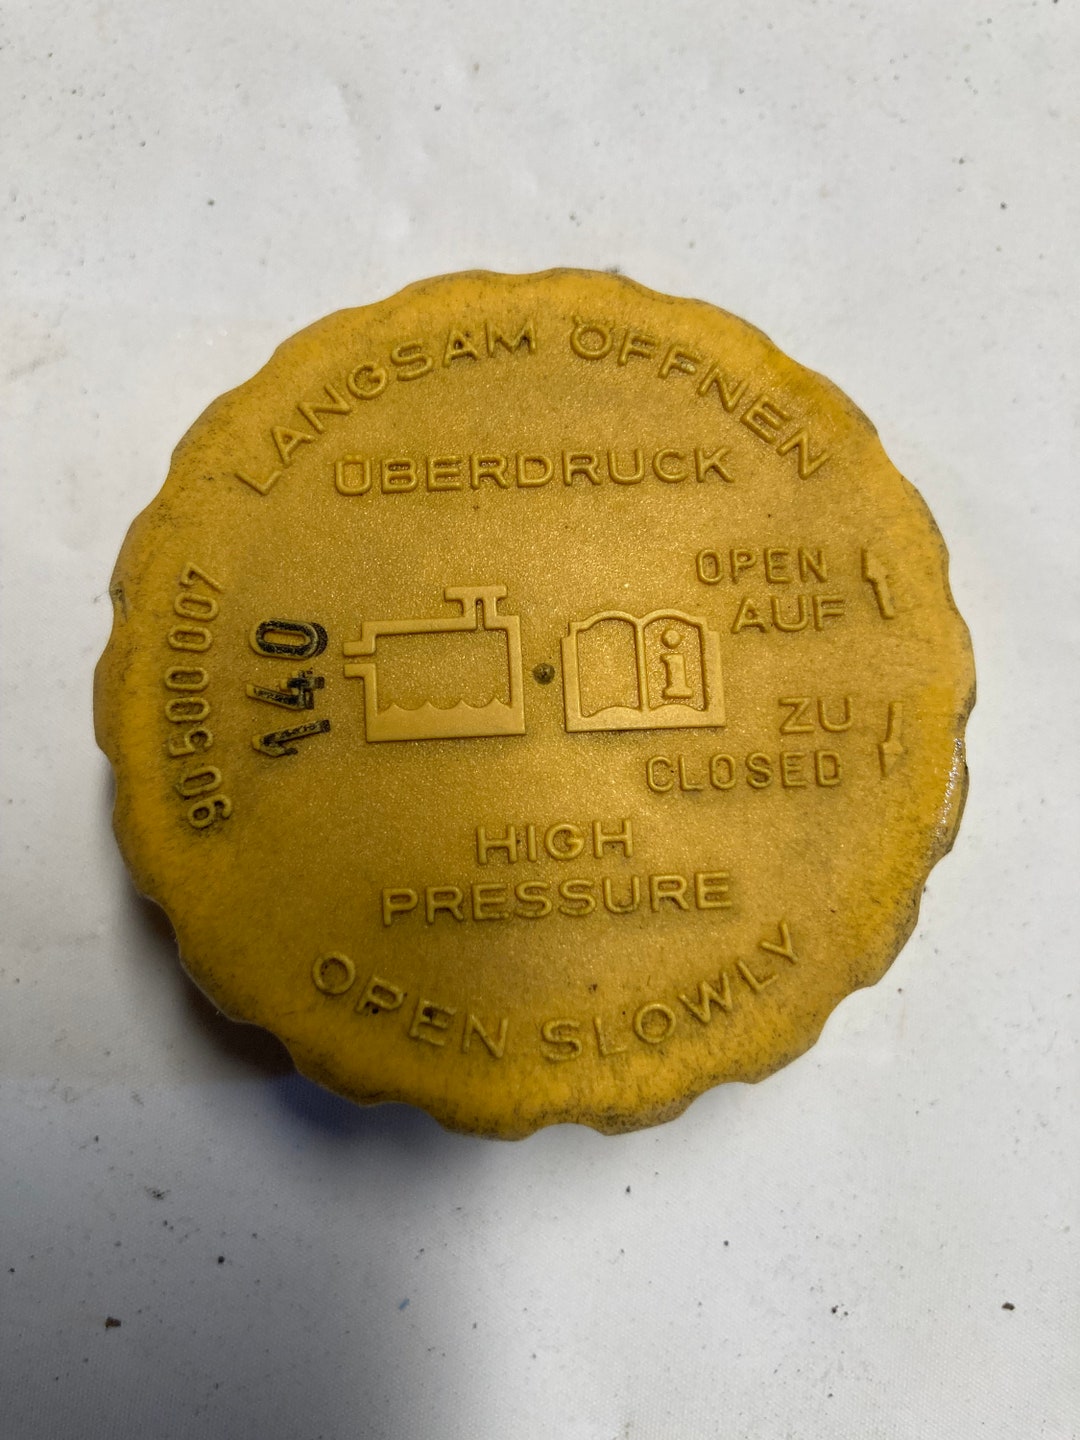 LANGSAM ÖFFNEN
ÜBERDRUCK
OPEN
AUF
90500007
140
i
ZU
CLOSED
HIGH
PRESSURE
OPEN SLOWLY